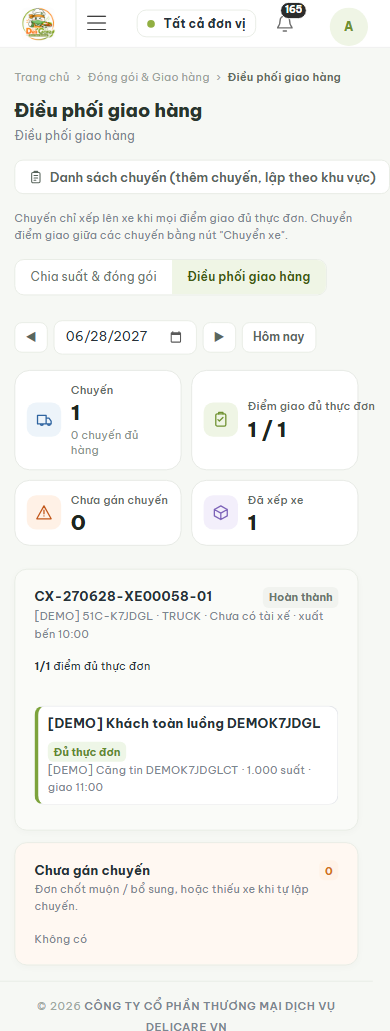 Tất cả đơn vị
165
A
Trang chủ › Đóng gói & Giao hàng › Điều phối giao hàng
Điều phối giao hàng
Điều phối giao hàng
Danh sách chuyến (thêm chuyến, lập theo khu vực)
Chuyến chỉ xếp lên xe khi mọi điểm giao đủ thực đơn. Chuyển
điểm giao giữa các chuyến bằng nút "Chuyển xe".
Chia suất & đóng gói
Điều phối giao hàng
◀ 06/28/2027 ▶ Hôm nay
Chuyến
1
0 chuyến đủ
hàng
Điểm giao đủ thực đơn
1 / 1
Chưa gán chuyến
0
Đã xếp xe
1
CX-270628-XE00058-01
Hoàn thành
[DEMO] 51C-K7JDGL · TRUCK · Chưa có tài xế · xuất
bến 10:00
1/1 điểm đủ thực đơn
[DEMO] Khách toàn luồng DEMOK7JDGL
Đủ thực đơn
[DEMO] Căng tin DEMOK7JDGLCT · 1.000 suất ·
giao 11:00
Chưa gán chuyến
0
Đơn chốt muộn / bổ sung, hoặc thiếu xe khi tự lập
chuyến.
Không có
© 2026 CÔNG TY CỔ PHẦN THƯƠNG MẠI DỊCH VỤ
DELICARE VN